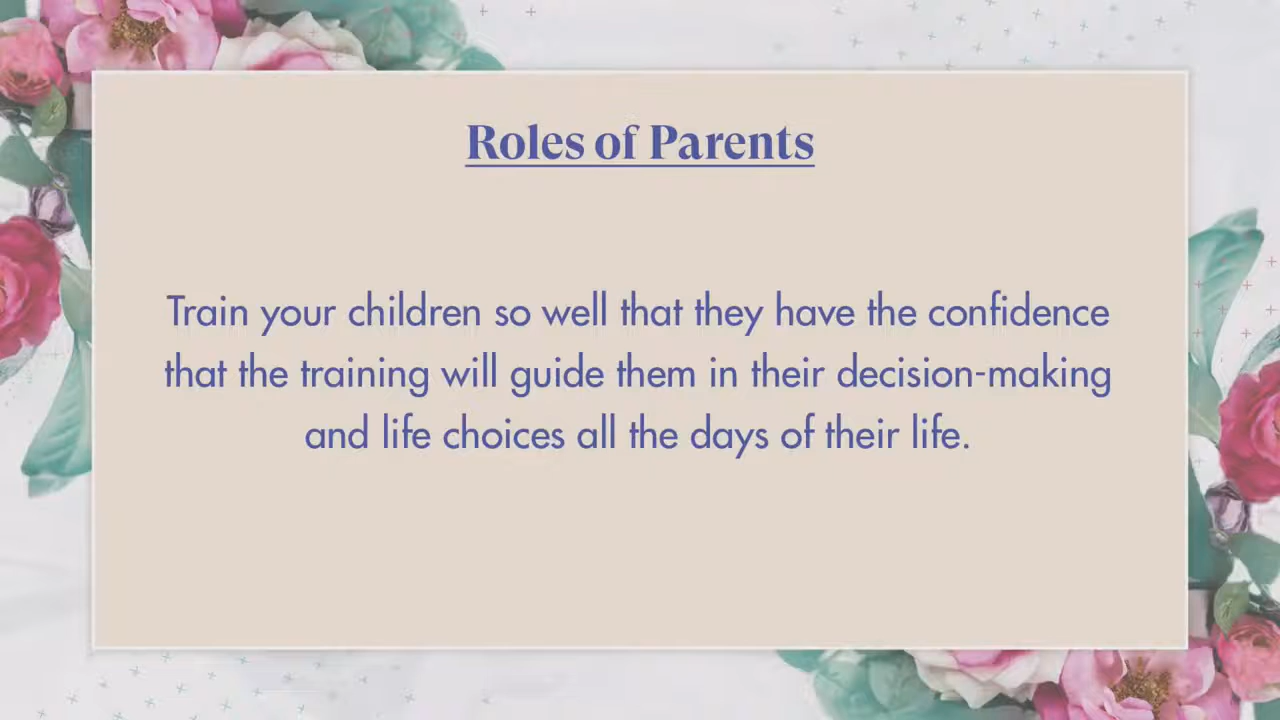 Roles of Parents
Train your children so well that they have the confidence
that the training will guide them in their decision-making
and life choices all the days of their life.